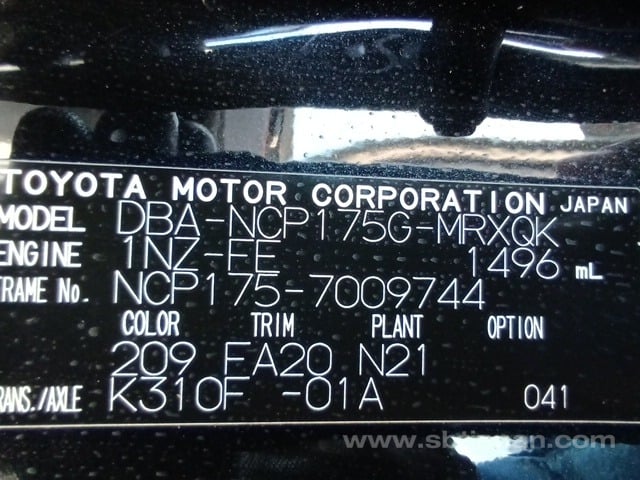 TOYOTA MOTOR CORPORATION JAPAN
MODEL DBA-NCP175G-MRXQK
ENGINE 1NZ-FE 1496 mL
FRAME No. NCP175-7009744
COLOR TRIM PLANT OPTION
209 FA20 N21
TRANS./AXLE K310F -01A 041
www.sbtjapan.com